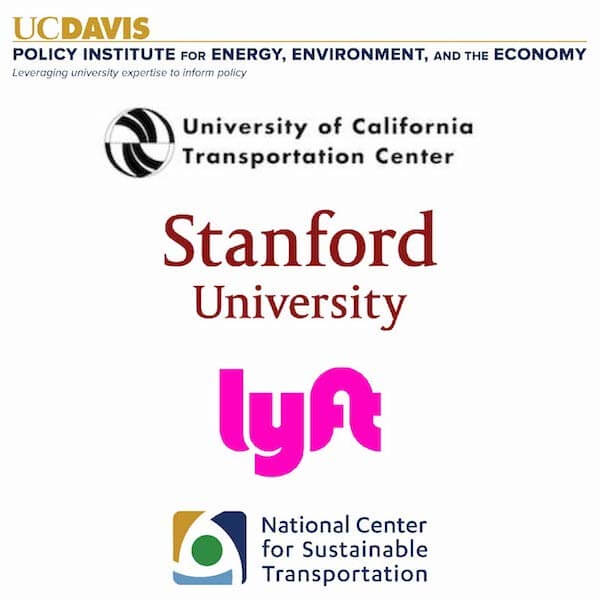 UCDAVIS
POLICY INSTITUTE FOR ENERGY, ENVIRONMENT, AND THE ECONOMY
Leveraging university expertise to inform policy
University of California
Transportation Center
Stanford
University
lyft
National Center
for Sustainable
Transportation